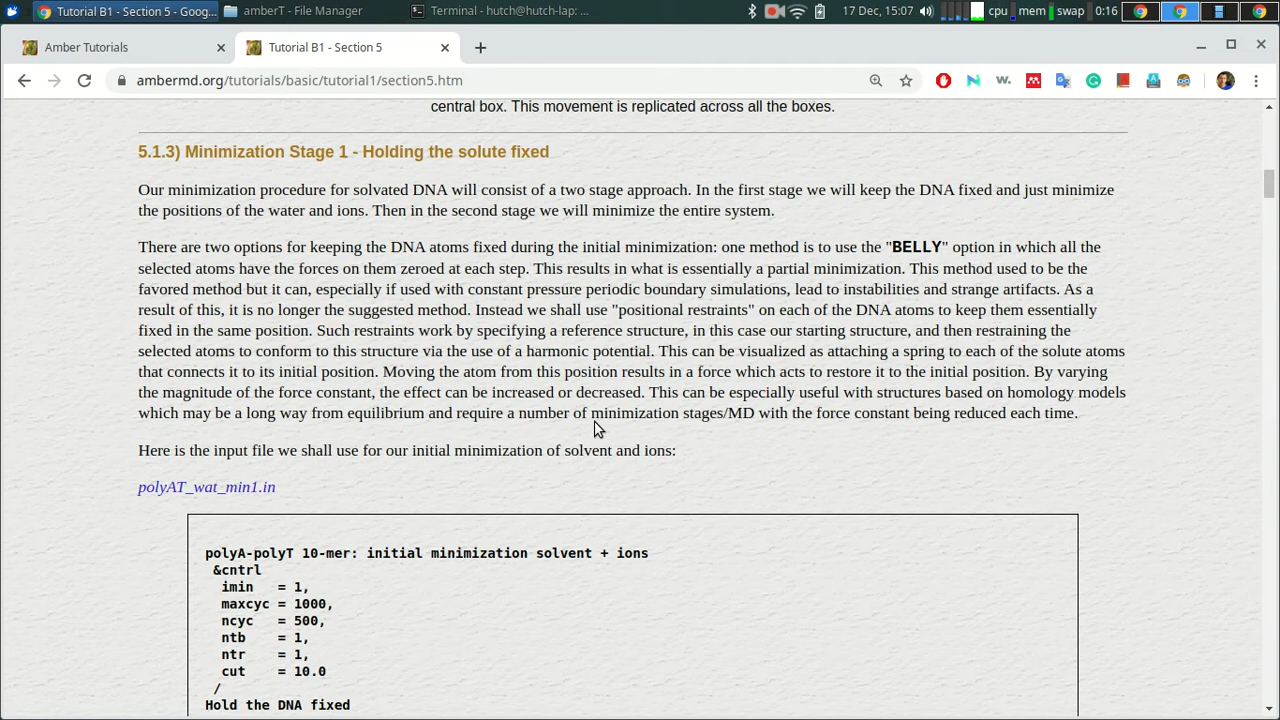 Tutorial B1 - Section 5 - Goog...
amberT - File Manager
Terminal - hutch@hutch-lap: ...
17 Dec, 15:07
cpu
mem
swap
0:16
Amber Tutorials
Tutorial B1 - Section 5
ambermd.org/tutorials/basic/tutorial1/section5.htm
central box. This movement is replicated across all the boxes.
5.1.3) Minimization Stage 1 - Holding the solute fixed
Our minimization procedure for solvated DNA will consist of a two stage approach. In the first stage we will keep the DNA fixed and just minimize
the positions of the water and ions. Then in the second stage we will minimize the entire system.
There are two options for keeping the DNA atoms fixed during the initial minimization: one method is to use the "BELLY" option in which all the
selected atoms have the forces on them zeroed at each step. This results in what is essentially a partial minimization. This method used to be the
favored method but it can, especially if used with constant pressure periodic boundary simulations, lead to instabilities and strange artifacts. As a
result of this, it is no longer the suggested method. Instead we shall use "positional restraints" on each of the DNA atoms to keep them essentially
fixed in the same position. Such restraints work by specifying a reference structure, in this case our starting structure, and then restraining the
selected atoms to conform to this structure via the use of a harmonic potential. This can be visualized as attaching a spring to each of the solute atoms
that connects it to its initial position. Moving the atom from this position results in a force which acts to restore it to the initial position. By varying
the magnitude of the force constant, the effect can be increased or decreased. This can be especially useful with structures based on homology models
which may be a long way from equilibrium and require a number of minimization stages/MD with the force constant being reduced each time.
Here is the input file we shall use for our initial minimization of solvent and ions:
polyAT_wat_min1.in
polyA-polyT 10-mer: initial minimization solvent + ions
&cntrl
imin   = 1,
maxcyc = 1000,
ncyc   = 500,
ntb    = 1,
ntr    = 1,
cut    = 10.0
/
Hold the DNA fixed